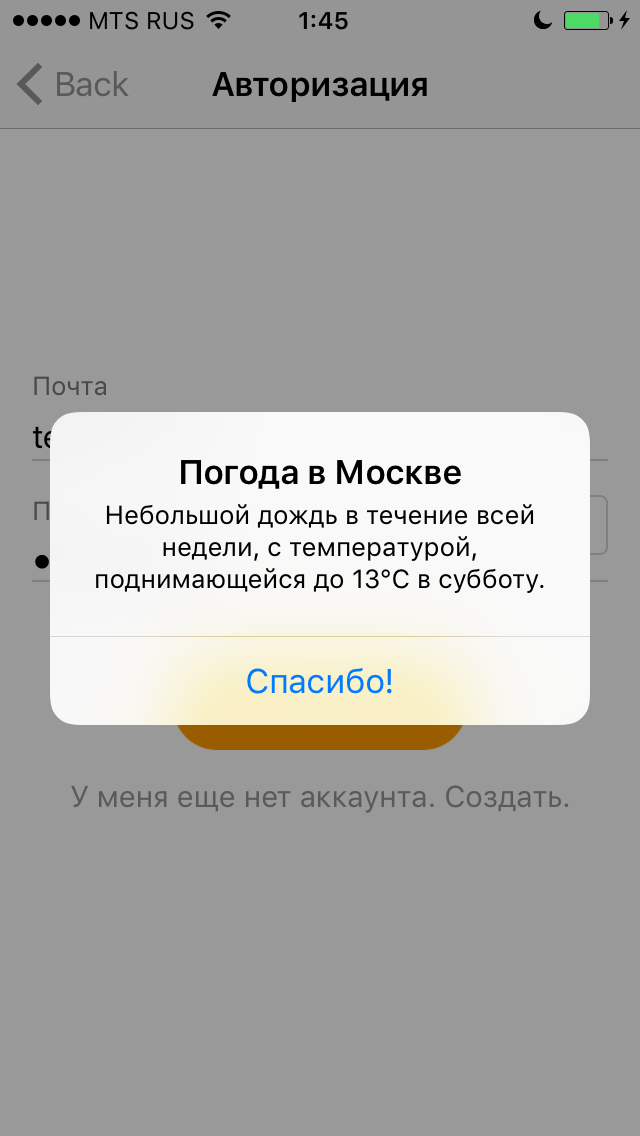 MTS RUS 1:45
Back Авторизация
Почта
te
Погода в Москве
Небольшой дождь в течение всей
недели, с температурой,
поднимающейся до 13°C в субботу.
Спасибо!
У меня еще нет аккаунта. Создать.